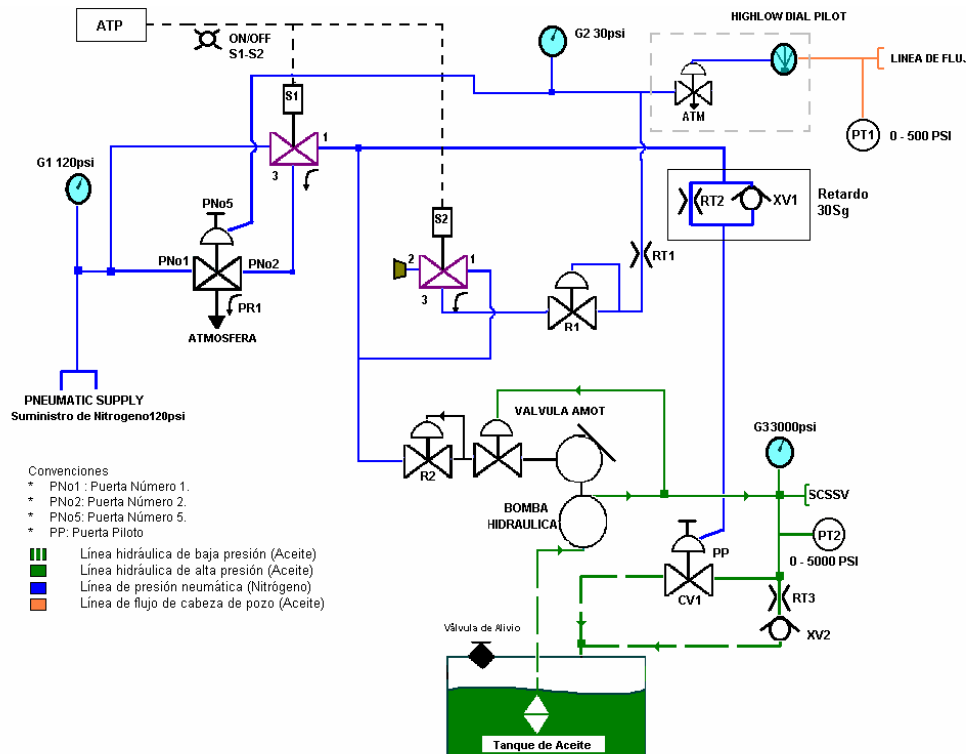 ATP
ON/OFF
S1-S2
G2 30psi
HIGHLOW DIAL PILOT
LINEA DE FLU.
ATM
PT1
0 - 500 PSI
S1
1
3
G1 120psi
PNo5
PNo1
PNo2
PR1
ATMOSFERA
S2
2
1
3
R1
RT1
RT2
XV1
Retardo
30Sg
PNEUMATIC SUPPLY
Suministro de Nitrogeno120psi
VALVULA AMOT
R2
BOMBA
HIDRAULICA
G33000psi
SCSSV
PP
PT2
0 - 5000 PSI
CV1
RT3
XV2
Convenciones
* PNo1 : Puerta Número 1.
* PNo2: Puerta Número 2.
* PNo5: Puerta Número 5.
* PP: Puerta Piloto
Línea hidráulica de baja presión (Aceite)
Línea hidráulica de alta presión (Aceite)
Línea de presión neumática (Nitrógeno)
Línea de flujo de cabeza de pozo (Aceite)
Válvula de Alivio
Tanque de Aceite